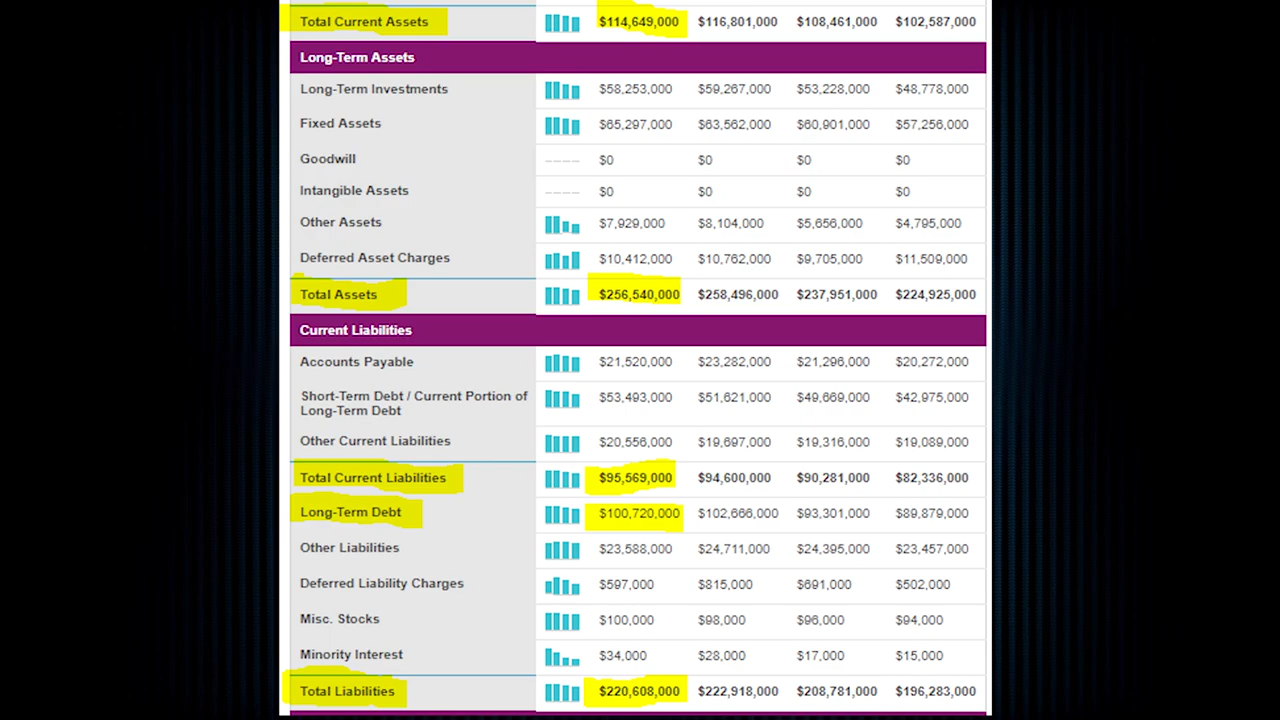 Total Current Assets $114,649,000 $116,801,000 $108,461,000 $102,587,000
Long-Term Assets
Long-Term Investments $58,253,000 $59,267,000 $53,228,000 $48,778,000
Fixed Assets $65,297,000 $63,562,000 $60,901,000 $57,256,000
Goodwill $0 $0 $0 $0
Intangible Assets $0 $0 $0 $0
Other Assets $7,929,000 $8,104,000 $5,656,000 $4,795,000
Deferred Asset Charges $10,412,000 $10,762,000 $9,705,000 $11,509,000
Total Assets $256,540,000 $258,496,000 $237,951,000 $224,925,000
Current Liabilities
Accounts Payable $21,520,000 $23,282,000 $21,296,000 $20,272,000
Short-Term Debt / Current Portion of $53,493,000 $51,621,000 $49,669,000 $42,975,000
Long-Term Debt
Other Current Liabilities $20,556,000 $19,697,000 $19,316,000 $19,089,000
Total Current Liabilities $95,569,000 $94,600,000 $90,281,000 $82,336,000
Long-Term Debt $100,720,000 $102,666,000 $93,301,000 $89,879,000
Other Liabilities $23,588,000 $24,711,000 $24,395,000 $23,457,000
Deferred Liability Charges $597,000 $815,000 $691,000 $502,000
Misc. Stocks $100,000 $98,000 $96,000 $94,000
Minority Interest $34,000 $28,000 $17,000 $15,000
Total Liabilities $220,608,000 $222,918,000 $208,781,000 $196,283,000